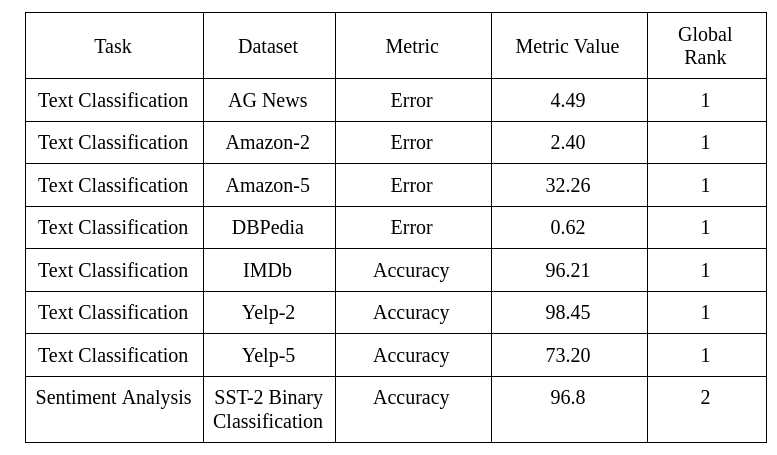 Task Dataset Metric Metric Value Global Rank
Text Classification AG News Error 4.49 1
Text Classification Amazon-2 Error 2.40 1
Text Classification Amazon-5 Error 32.26 1
Text Classification DBPedia Error 0.62 1
Text Classification IMDb Accuracy 96.21 1
Text Classification Yelp-2 Accuracy 98.45 1
Text Classification Yelp-5 Accuracy 73.20 1
Sentiment Analysis SST-2 Binary Classification Accuracy 96.8 2